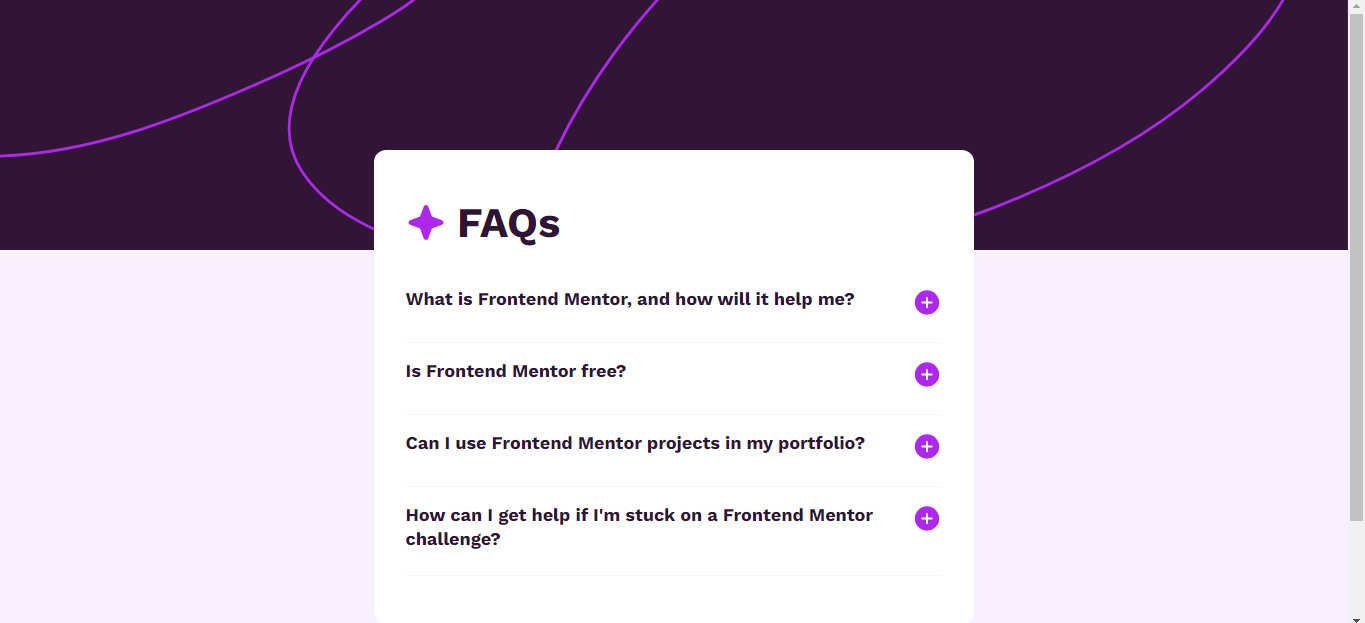 FAQs
What is Frontend Mentor, and how will it help me?
Is Frontend Mentor free?
Can I use Frontend Mentor projects in my portfolio?
How can I get help if I'm stuck on a Frontend Mentor
challenge?